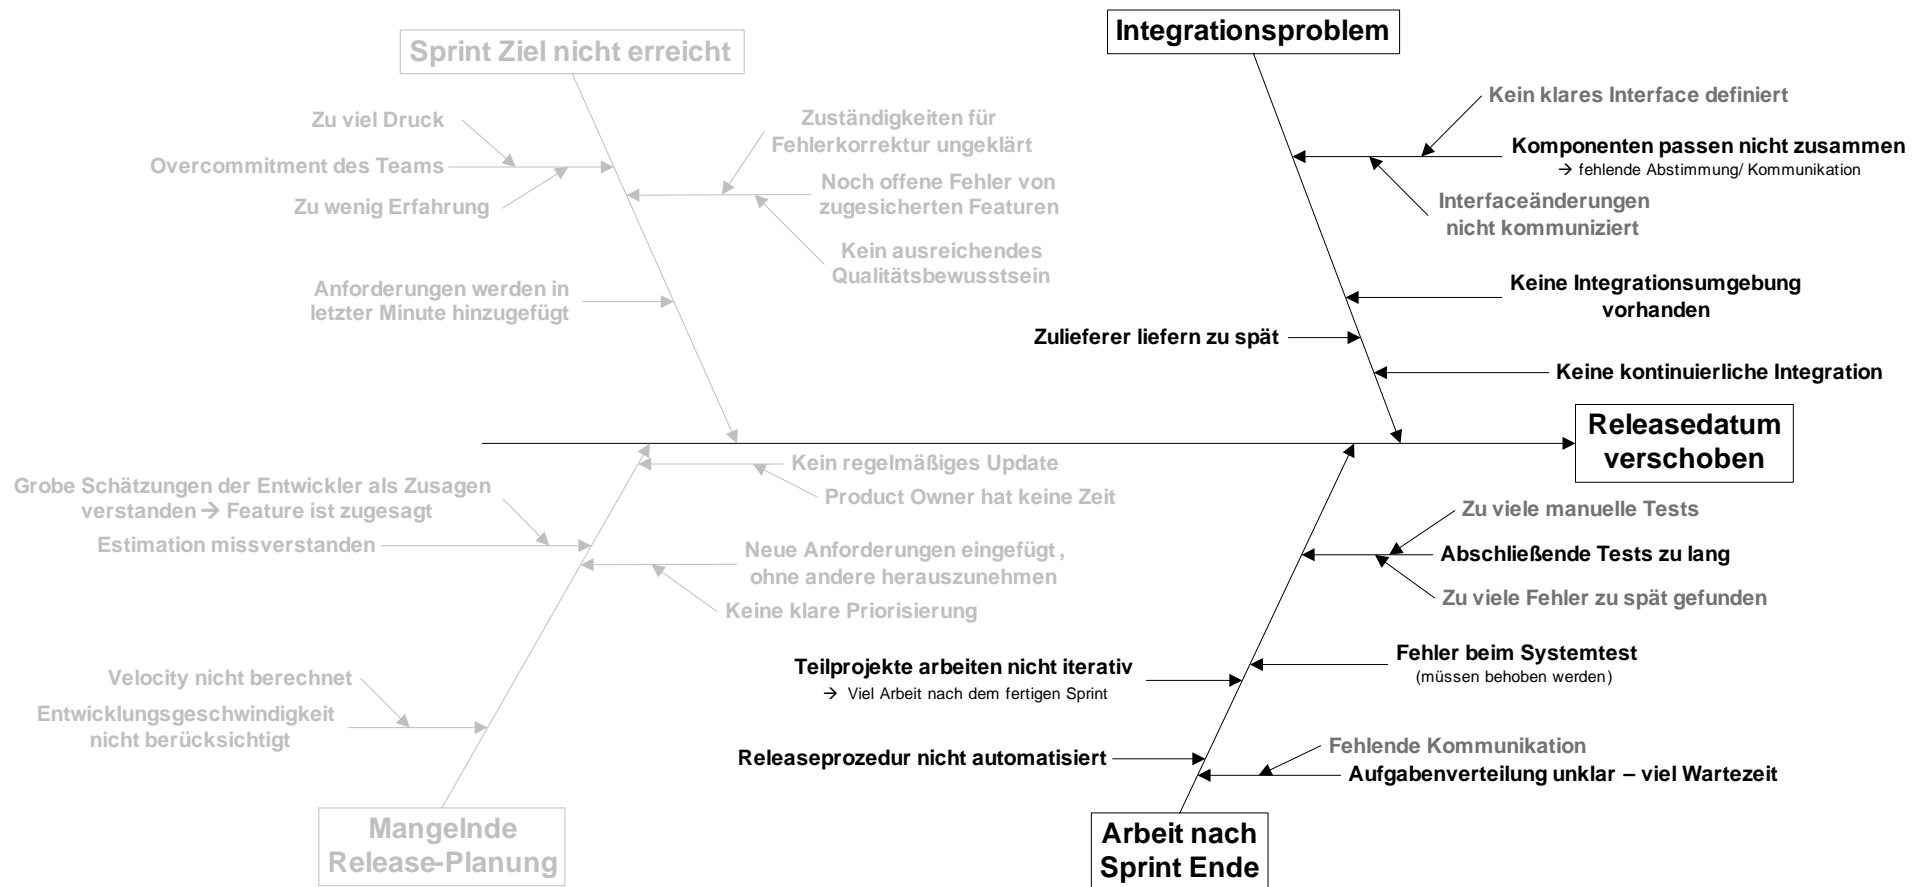 Integrationsproblem
Sprint Ziel nicht erreicht
Kein klares Interface definiert
Zu viel Druck
Zuständigkeiten für
Fehlerkorrektur ungeklärt
Komponenten passen nicht zusammen
→ fehlende Abstimmung/ Kommunikation
Overcommitment des Teams
Noch offene Fehler von
zugesicherten Featuren
Zu wenig Erfahrung
Interfaceänderungen
nicht kommuniziert
Kein ausreichendes
Qualitätsbewusstsein
Anforderungen werden in
letzter Minute hinzugefügt
Keine Integrationsumgebung
vorhanden
Zulieferer liefern zu spät
Keine kontinuierliche Integration
Releasedatum
verschoben
Kein regelmäßiges Update
Product Owner hat keine Zeit
Grobe Schätzungen der Entwickler als Zusagen
verstanden → Feature ist zugesagt
Zu viele manuelle Tests
Estimation missverstanden
Neue Anforderungen eingefügt ,
ohne andere herauszunehmen
Abschließende Tests zu lang
Keine klare Priorisierung
Zu viele Fehler zu spät gefunden
Teilprojekte arbeiten nicht iterativ
→ Viel Arbeit nach dem fertigen Sprint
Fehler beim Systemtest
(müssen behoben werden)
Velocity nicht berechnet
Entwicklungsgeschwindigkeit
nicht berücksichtigt
Releaseprozedur nicht automatisiert
Fehlende Kommunikation
Aufgabenverteilung unklar – viel Wartezeit
Mangelnde
Release-Planung
Arbeit nach
Sprint Ende